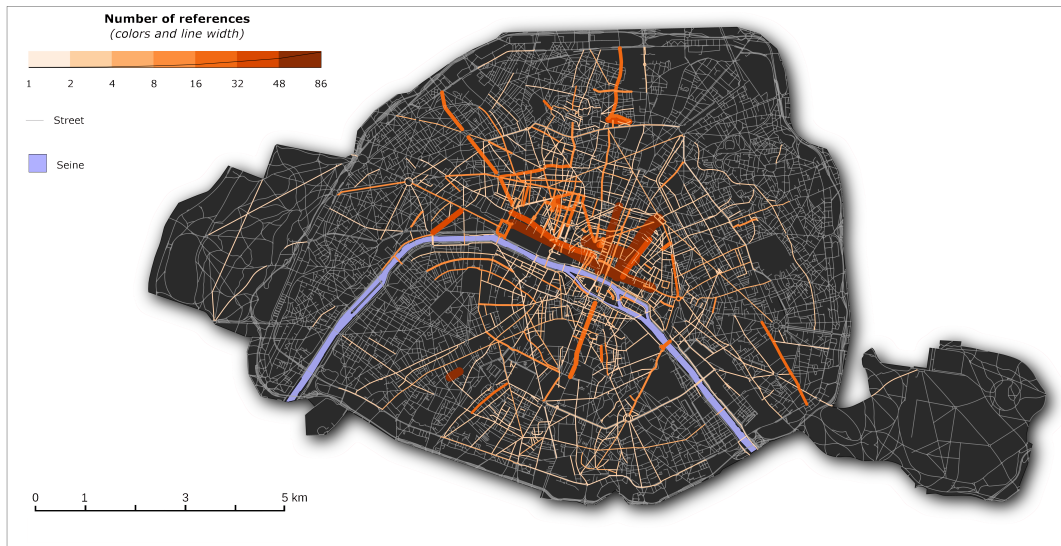 Number of references
(colors and line width)
1 2 4 8 16 32 48 86
Street
Seine
0 1 3 5 km